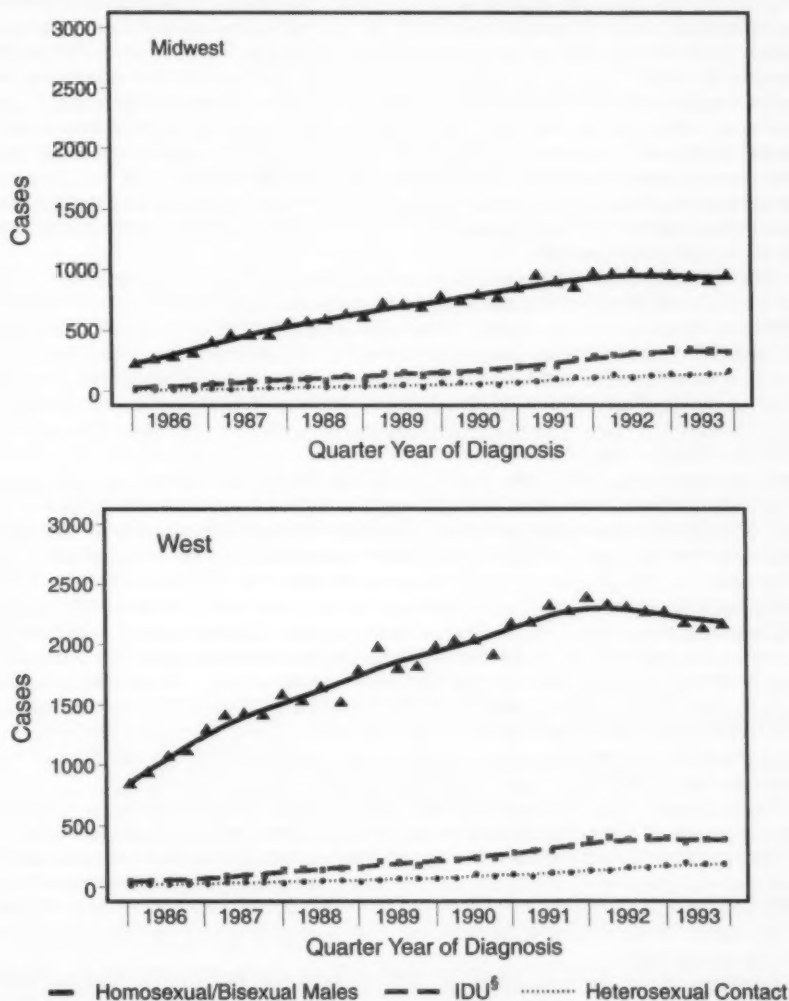 3000
Midwest
2500
2000
1500
1000
500
0
Cases
1986 1987 1988 1989 1990 1991 1992 1993
Quarter Year of Diagnosis
3000
West
2500
2000
1500
1000
500
0
Cases
1986 1987 1988 1989 1990 1991 1992 1993
Quarter Year of Diagnosis
Homosexual/Bisexual Males IDU§ Heterosexual Contact